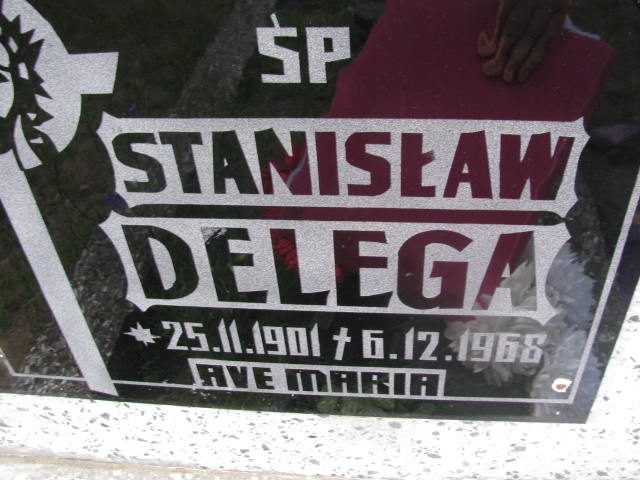 ŚP
STANISŁAW
DELEGA
25.11.1901 † 6.12.1968
AVE MARIA